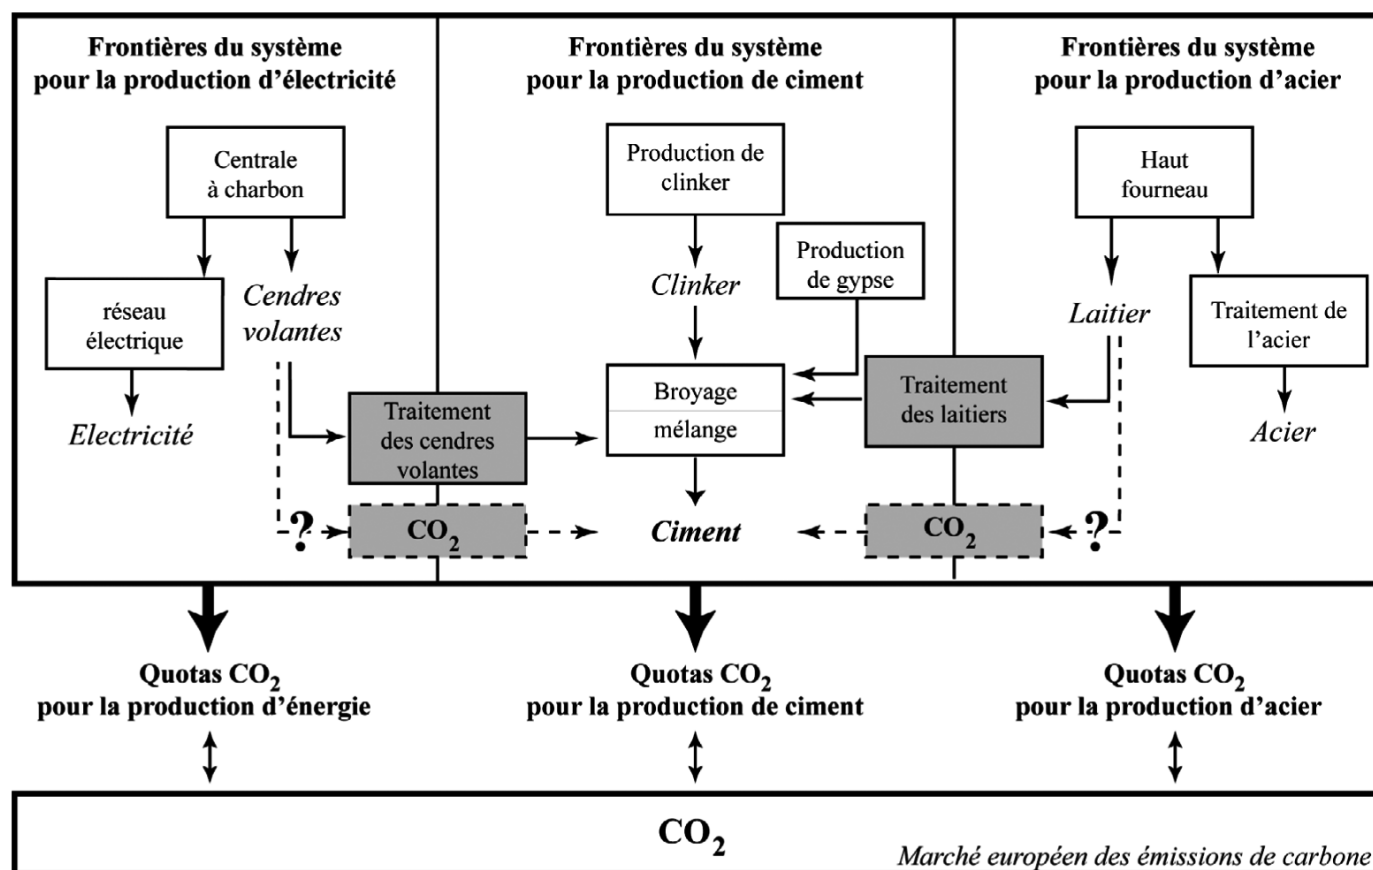 Frontières du système
pour la production d'électricité
Centrale
à charbon
réseau
électrique
Cendres
volantes
Electricité
Traitement
des cendres
volantes
?
CO2
Frontières du système
pour la production de ciment
Production de
clinker
Clinker
Production
de gypse
Broyage
mélange
Ciment
Frontières du système
pour la production d'acier
Haut
fourneau
Laitier
Traitement de
l'acier
Acier
Traitement
des laitiers
CO2
?
Quotas CO2
pour la production d'énergie
Quotas CO2
pour la production de ciment
Quotas CO2
pour la production d'acier
CO2
Marché européen des émissions de carbone